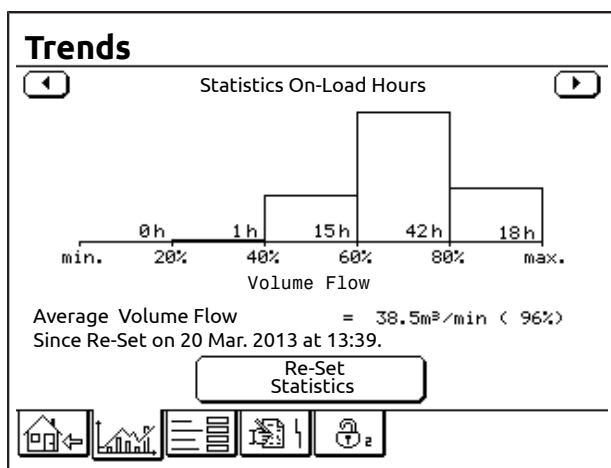 Trends
Statistics On-Load Hours
0h 1h 15h 42h 18h
min. 20% 40% 60% 80% max.
Volume Flow
Average Volume Flow = 38.5m³/min ( 96%)
Since Re-Set on 20 Mar. 2013 at 13:39.
Re-Set
Statistics
2